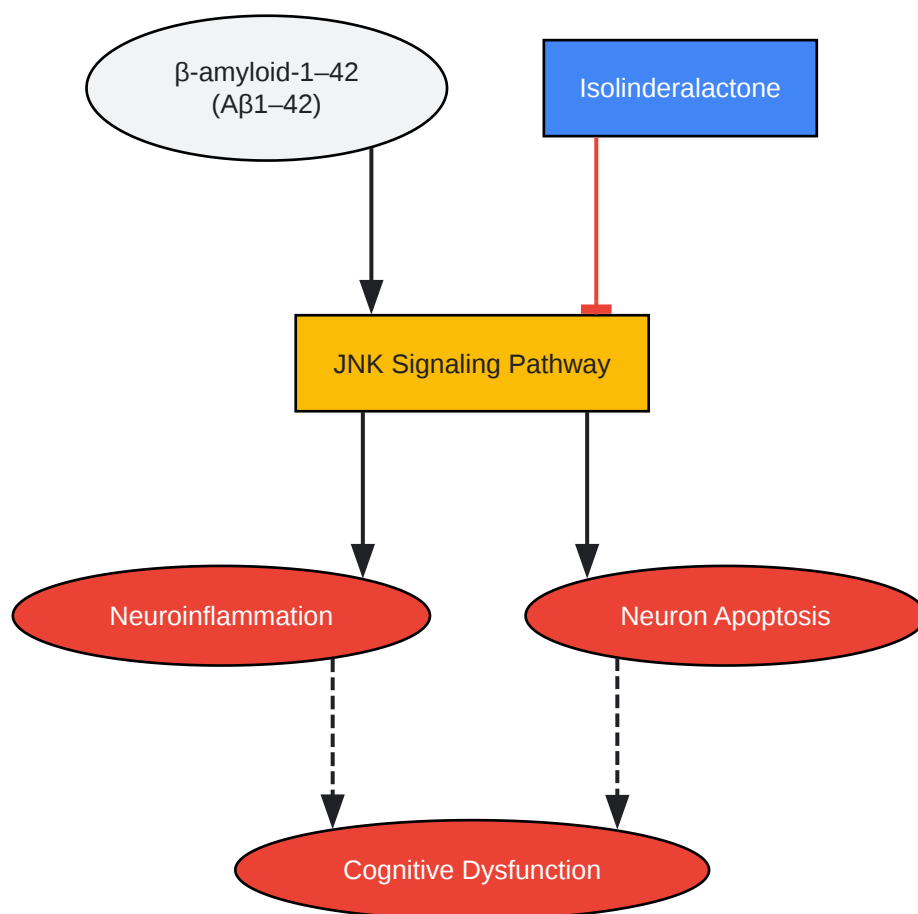 β-amyloid-1–42
(Aβ1–42)
Isolinderalactone
JNK Signaling Pathway
Neuroinflammation
Neuron Apoptosis
Cognitive Dysfunction